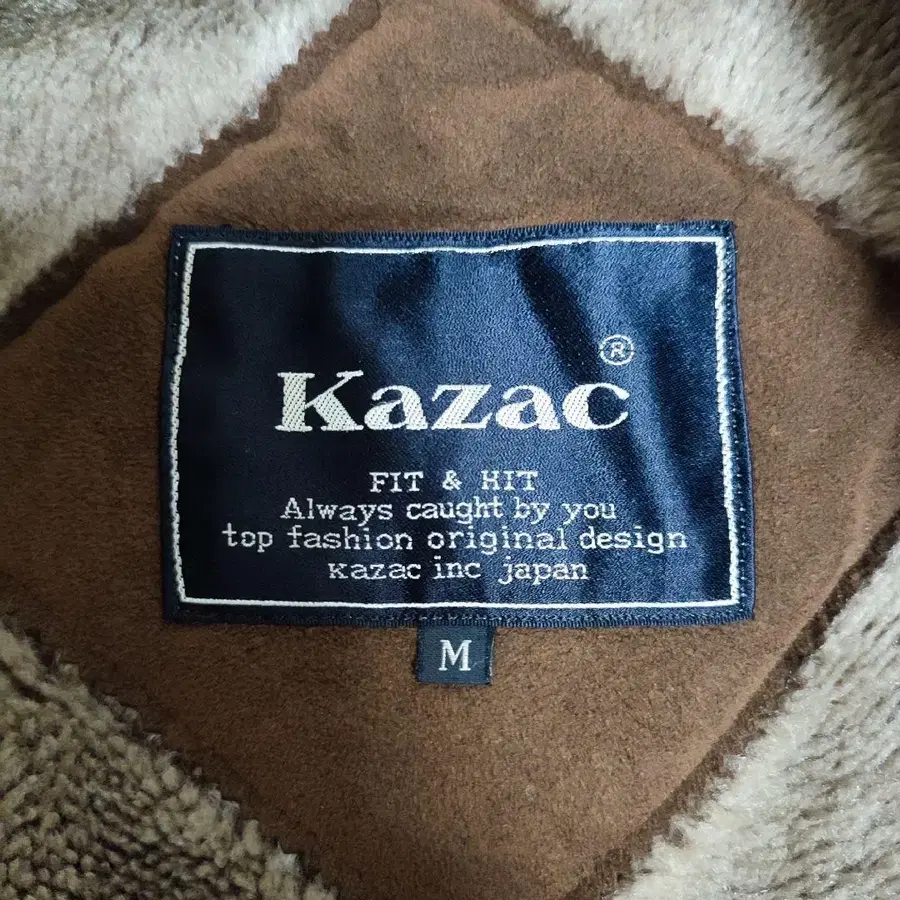 Kazac®
FIT & HIT
Always caught by you
top fashion original design
Kazac inc japan
M